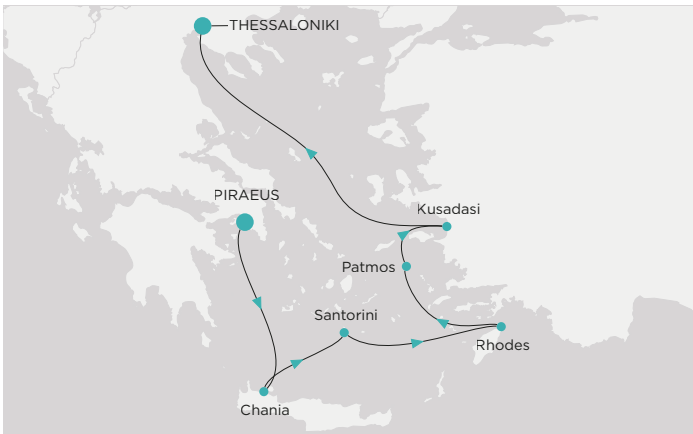 THESSALONIKI
PIRAEUS
Kusadasi
Patmos
Santorini
Rhodes
Chania